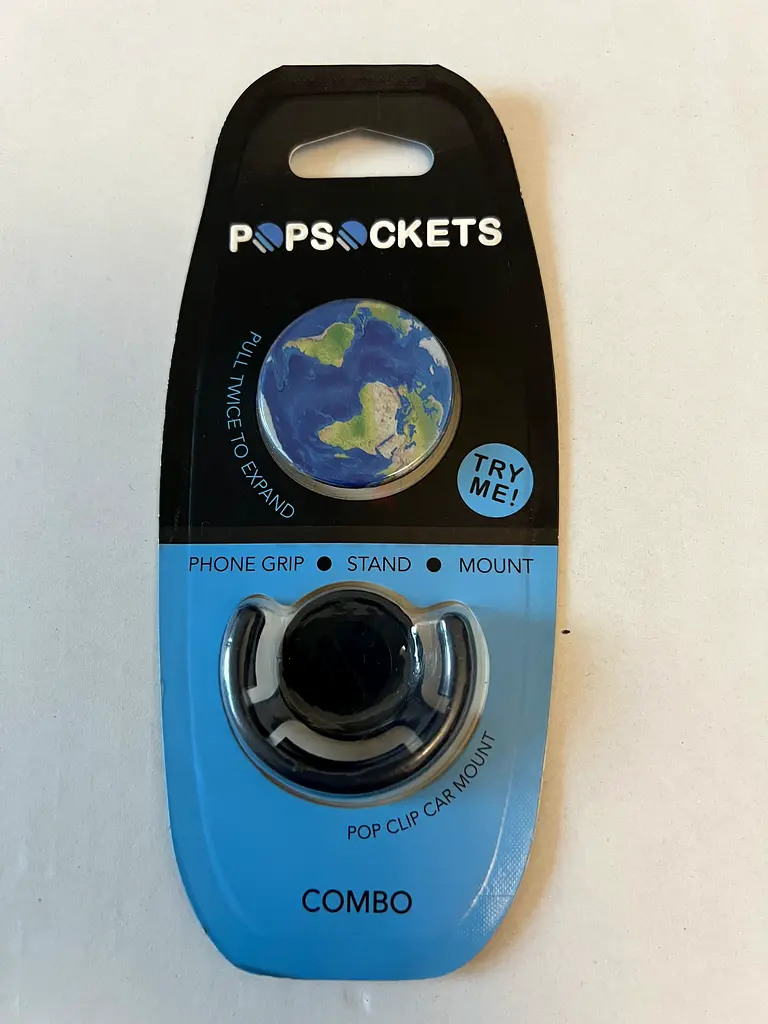 POPSOCKETS
PULL TWICE TO EXPAND
TRY
ME!
PHONE GRIP ● STAND ● MOUNT
POP CLIP CAR MOUNT
COMBO